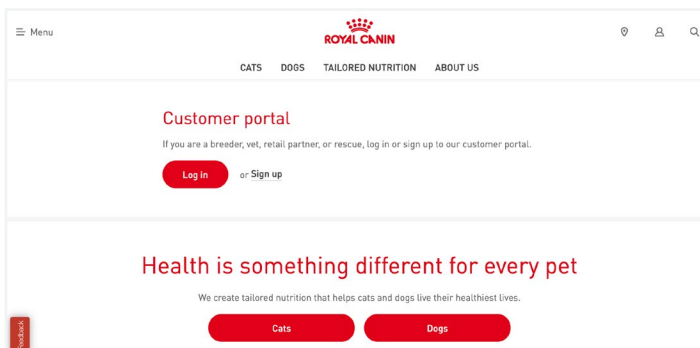 Menu
ROYAL CANIN
CATS DOGS TAILORED NUTRITION ABOUT US
Customer portal
If you are a breeder, vet, retail partner, or rescue, log in or sign up to our customer portal.
Log in or Sign up
Health is something different for every pet
We create tailored nutrition that helps cats and dogs live their healthiest lives.
Cats Dogs
Feedback